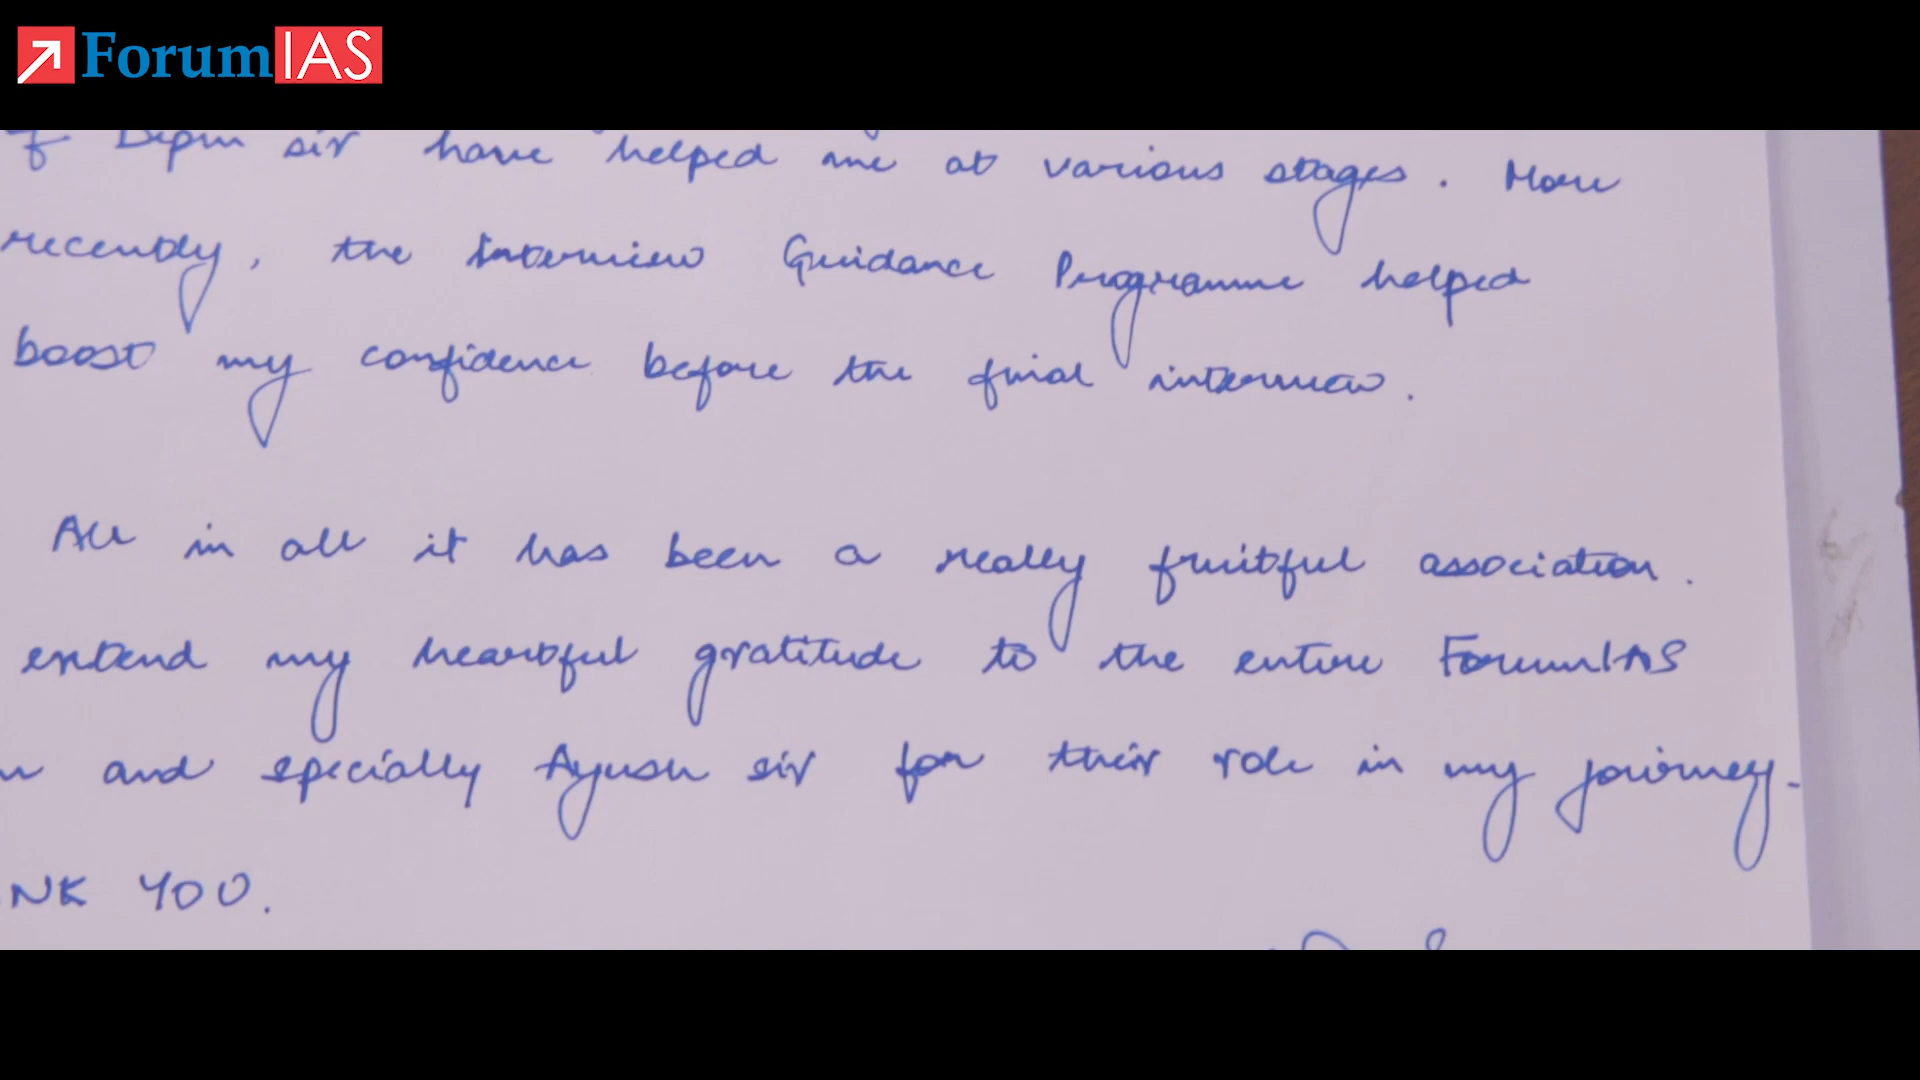 ForumIAS
sir have helped me at various stages. More
recently, the Interview Guidance Programme helped
boost my confidence before the final interview.
All in all it has been a really fruitful association.
extend my heartful gratitude to the entire ForumIAS
and specially Ayush sir for their role in my journey.
NK YOU.